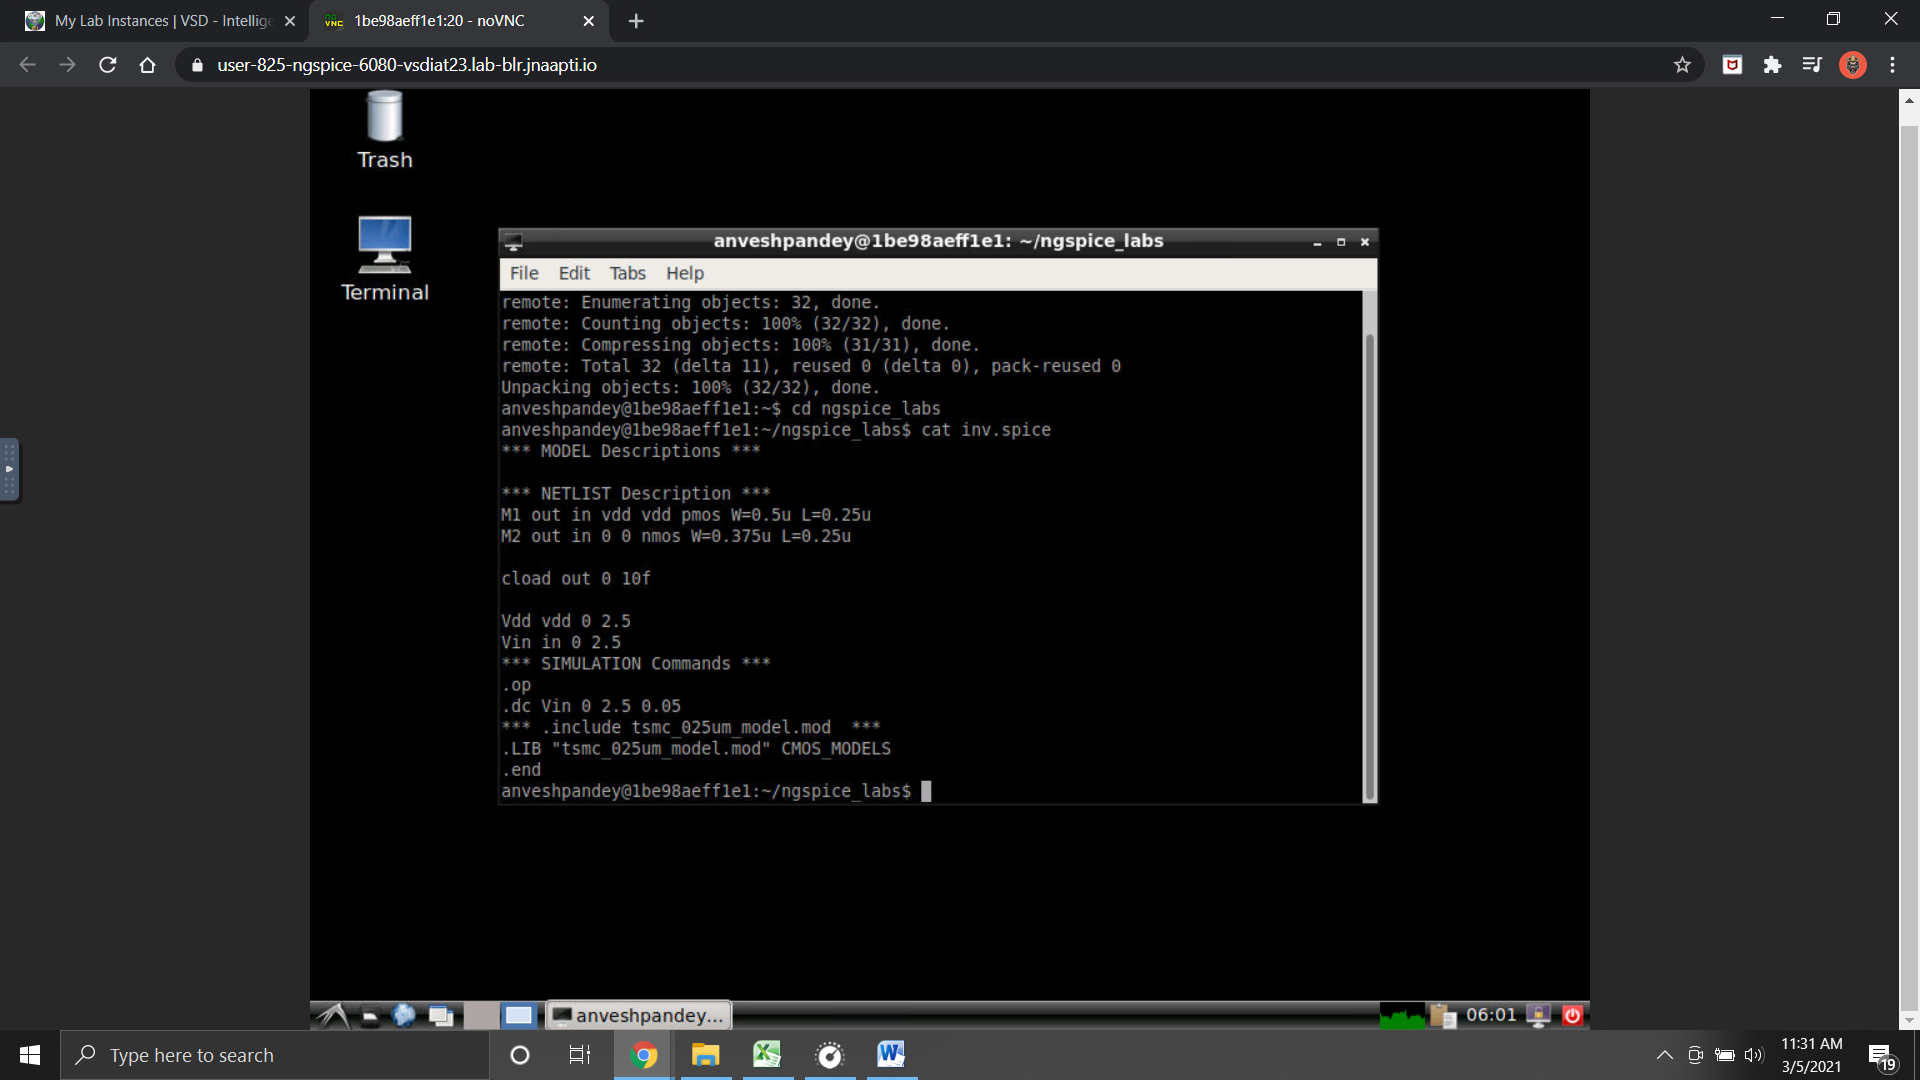 My Lab Instances | VSD - Intellige
1be98aeff1e1:20 - noVNC
user-825-ngspice-6080-vsdiat23.lab-blr.jnaapti.io
Trash
Terminal
anveshpandey@1be98aeff1e1: ~/ngspice_labs
File Edit Tabs Help
remote: Enumerating objects: 32, done.
remote: Counting objects: 100% (32/32), done.
remote: Compressing objects: 100% (31/31), done.
remote: Total 32 (delta 11), reused 0 (delta 0), pack-reused 0
Unpacking objects: 100% (32/32), done.
anveshpandey@1be98aeff1e1:~$ cd ngspice_labs
anveshpandey@1be98aeff1e1:~/ngspice_labs$ cat inv.spice
*** MODEL Descriptions ***
*** NETLIST Description ***
M1 out in vdd vdd pmos W=0.5u L=0.25u
M2 out in 0 0 nmos W=0.375u L=0.25u
cload out 0 10f
Vdd vdd 0 2.5
Vin in 0 2.5
*** SIMULATION Commands ***
.op
.dc Vin 0 2.5 0.05
*** .include tsmc_025um_model.mod  ***
.LIB "tsmc_025um_model.mod" CMOS_MODELS
.end
anveshpandey@1be98aeff1e1:~/ngspice_labs$
anveshpandey...
06:01
Type here to search
11:31 AM
3/5/2021
19